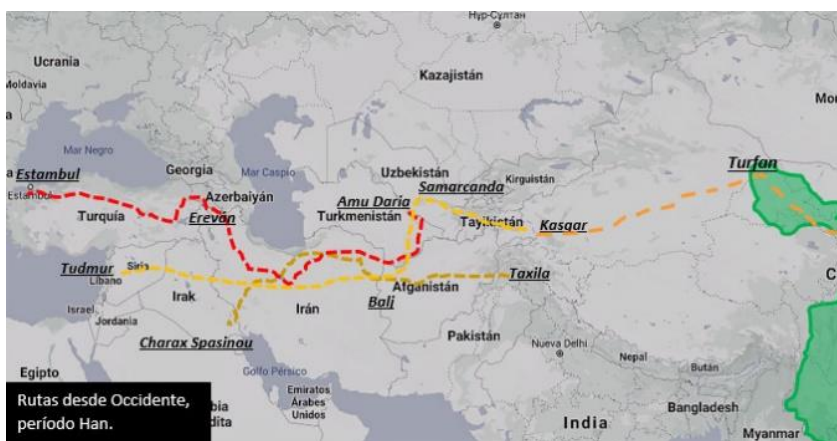 Нұр-Сұлтан
Ucrania
Moldavia
Kazajistán
Mar Negro
Georgia
Mar Caspio
Uzbekistán
Kirguistán
Turfan
Estambul
Estambul
Azerbaiyán
Amu Daria
Samarcanda
Turquía
Ereván
Turkmenistán
Tayikistán
Kasgar
Tudmur
Siria
Líbano
Irak
Irán
Balj
Afganistán
Taxila
Israel
Jordania
Charax Spasinou
Pakistán
Nueva Delhi
Nepal
Bután
Egipto
Golfo Pérsico
Emiratos
Árabes
Unidos
India
Bangladesh
Myanmar
Rutas desde Occidente,
período Han.